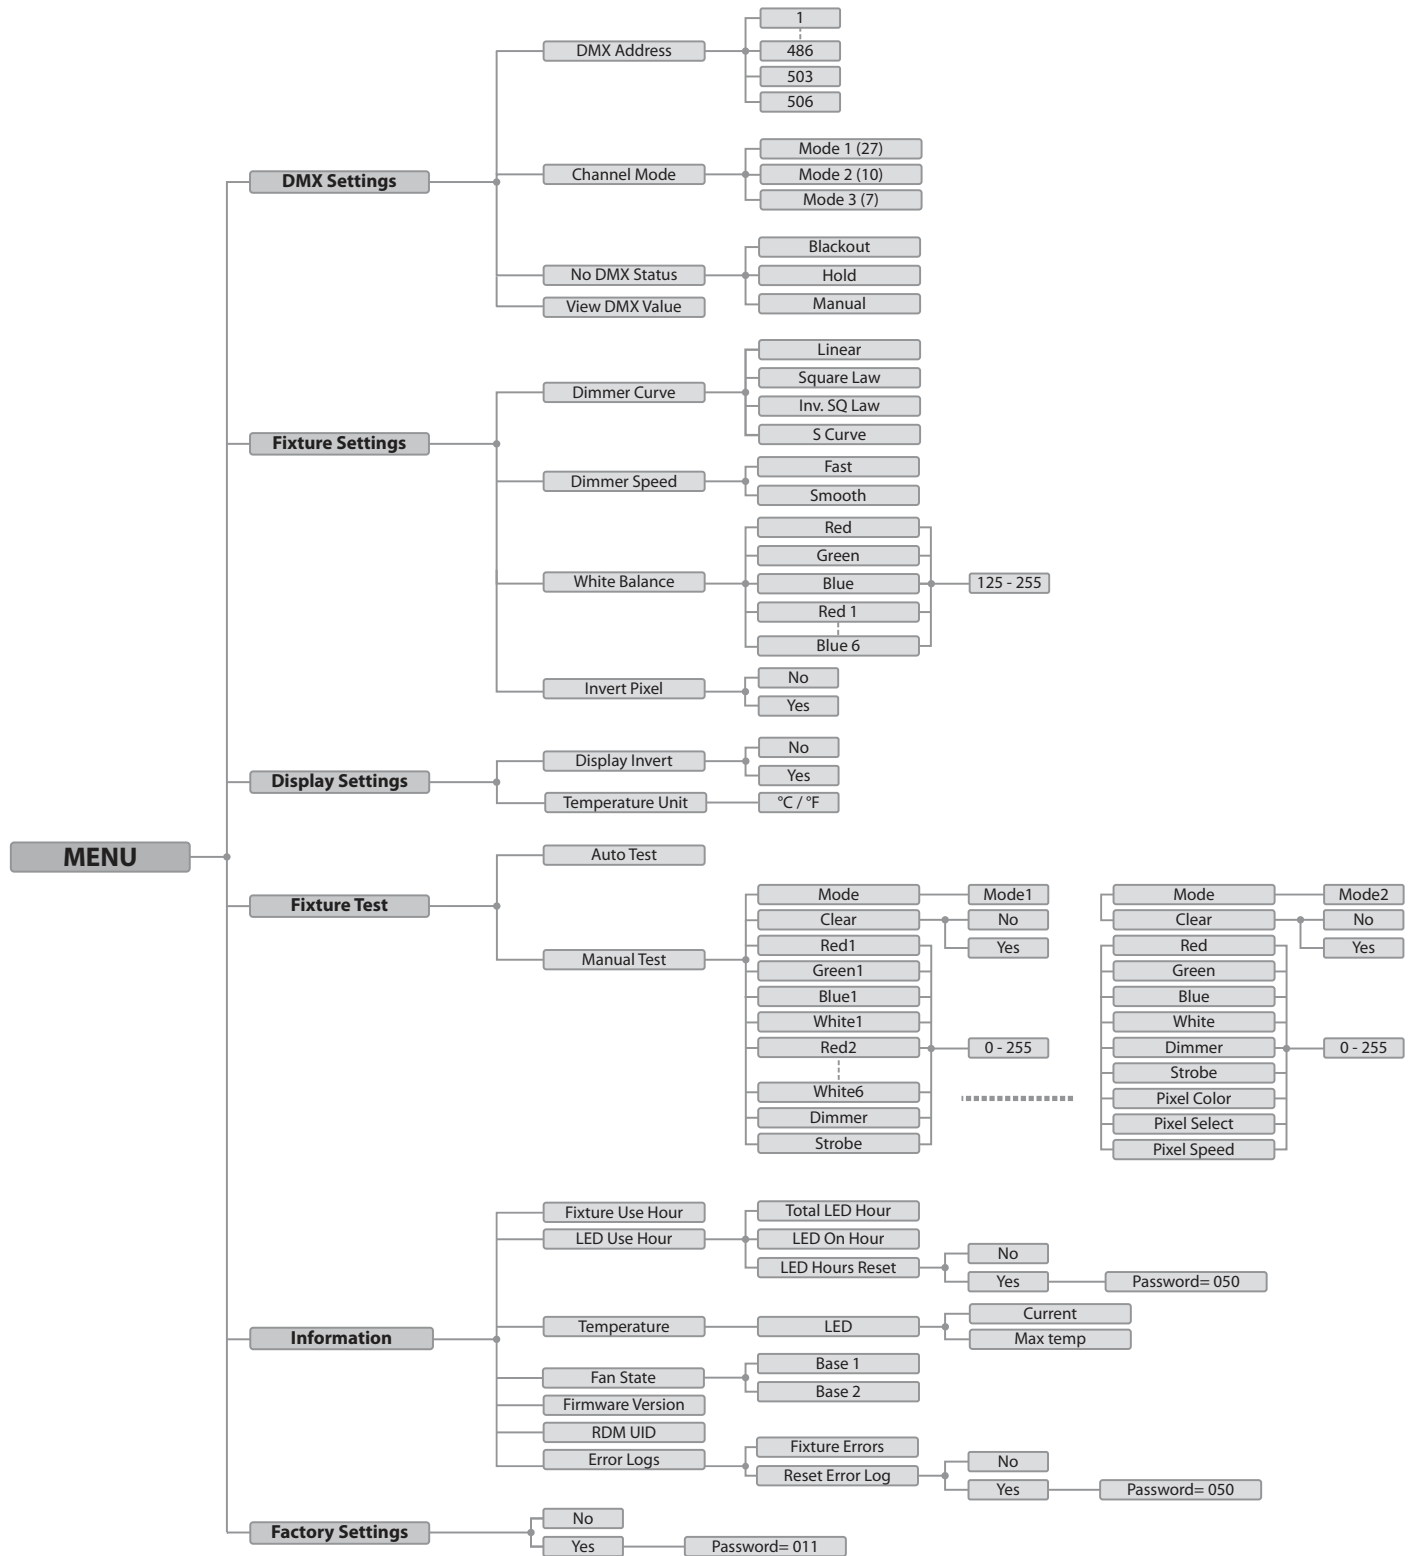 MENU
DMX Settings
DMX Address
1
486
503
506
Channel Mode
Mode 1 (27)
Mode 2 (10)
Mode 3 (7)
No DMX Status
Blackout
Hold
Manual
View DMX Value
Fixture Settings
Dimmer Curve
Linear
Square Law
Inv. SQ Law
S Curve
Dimmer Speed
Fast
Smooth
White Balance
Red
Green
Blue
Red 1
Blue 6
125 - 255
Invert Pixel
No
Yes
Display Settings
Display Invert
No
Yes
Temperature Unit
°C / °F
Fixture Test
Auto Test
Manual Test
Mode
Mode1
Clear
No
Yes
Red1
Green1
Blue1
White1
Red2
White6
Dimmer
Strobe
0 - 255
Mode
Mode2
Clear
No
Yes
Red
Green
Blue
White
Dimmer
Strobe
Pixel Color
Pixel Select
Pixel Speed
0 - 255
Information
Fixture Use Hour
LED Use Hour
Total LED Hour
LED On Hour
LED Hours Reset
No
Yes
Password= 050
Temperature
LED
Current
Max temp
Fan State
Base 1
Base 2
Firmware Version
RDM UID
Error Logs
Fixture Errors
Reset Error Log
No
Yes
Password= 050
Factory Settings
No
Yes
Password= 011